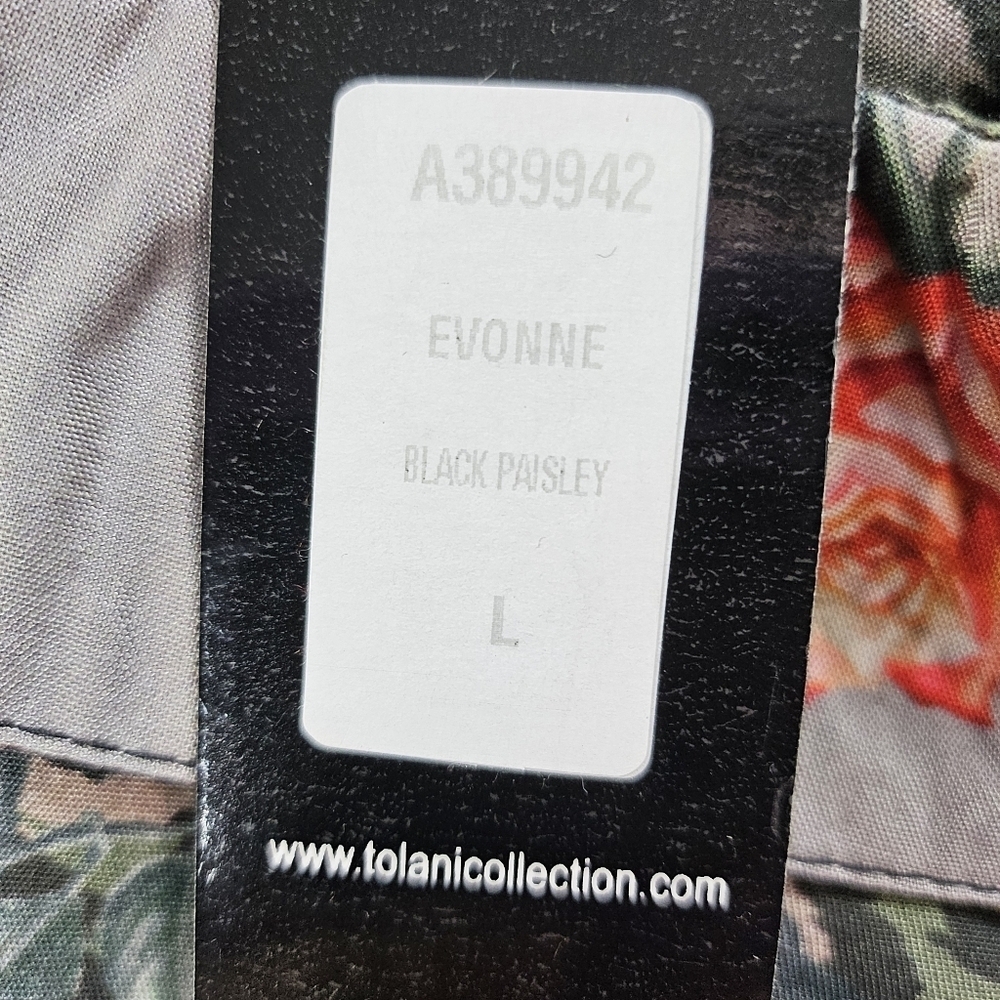 A389942
EVONNE
BLACK PAISLEY
L
www.tolanicollection.com